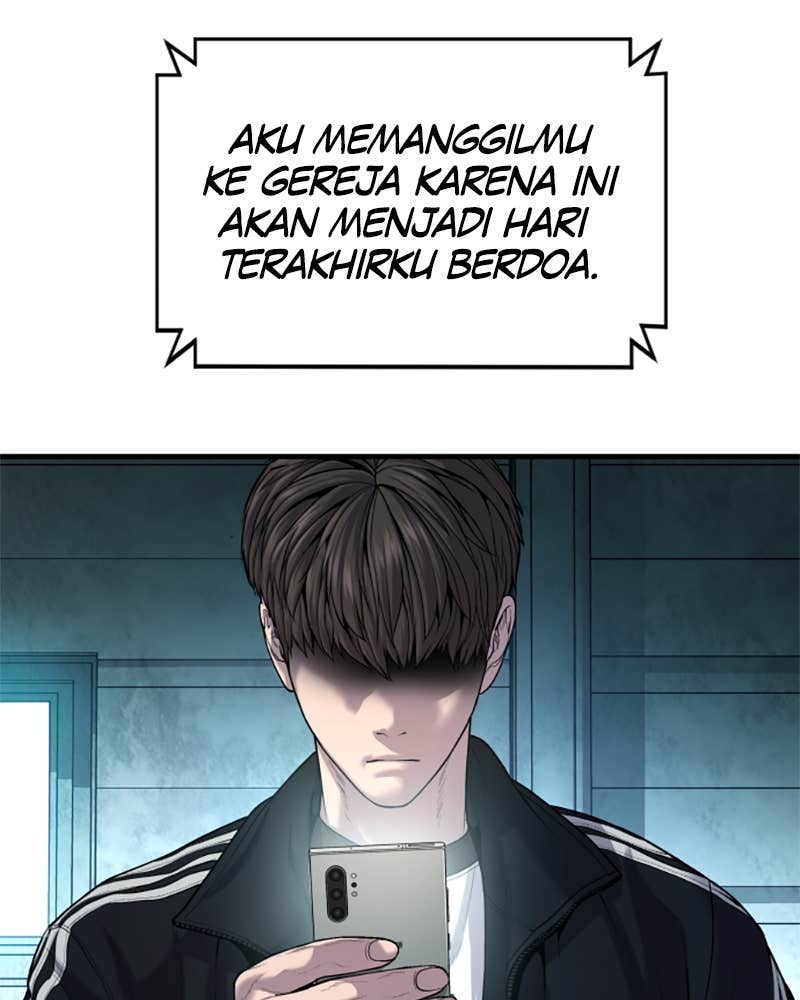 AKU MEMANGGILMU
KE GEREJA KARENA INI
AKAN MENJADI HARI
TERAKHIRKU BERDOA.